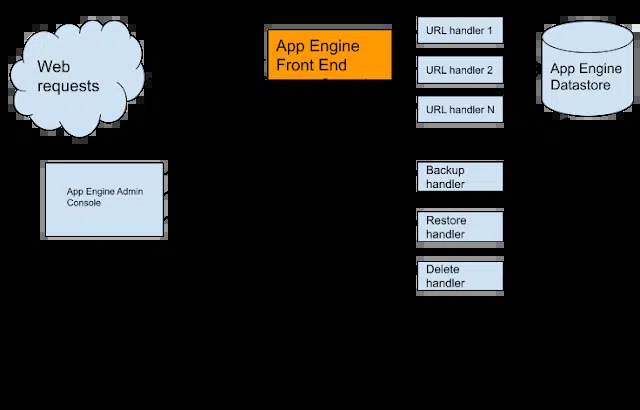 Web
requests
App Engine
Front End
URL handler 1
URL handler 2
URL handler N
App Engine
Datastore
App Engine Admin
Console
Backup
handler
Restore
handler
Delete
handler